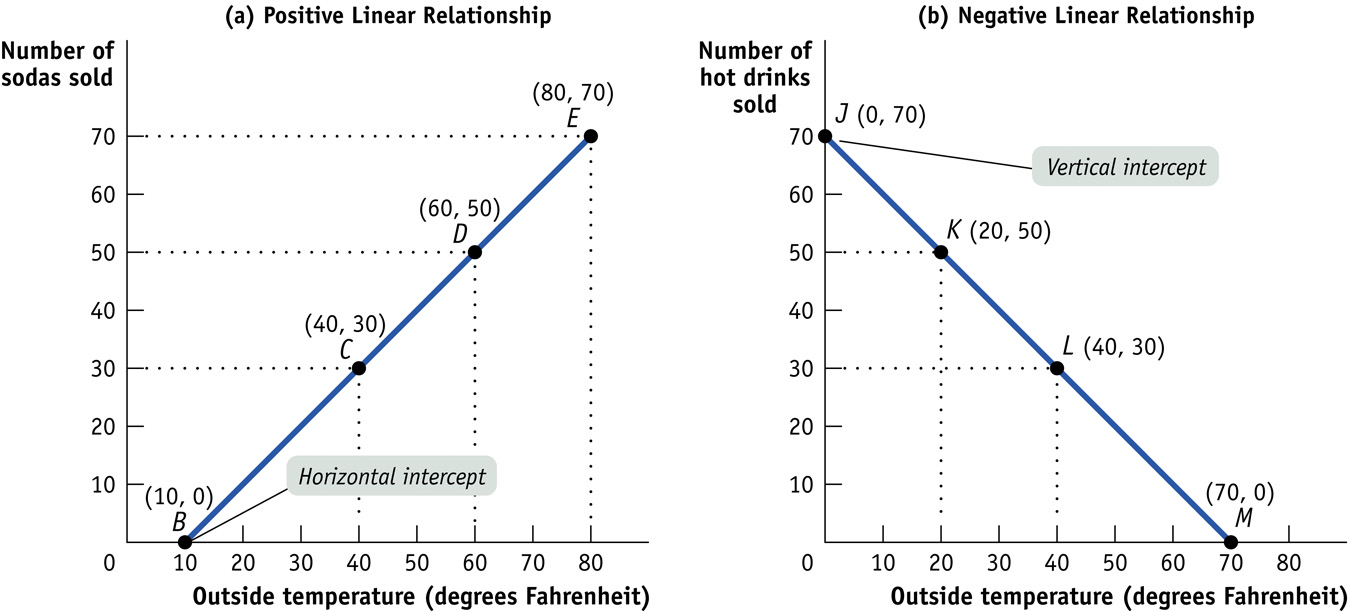 (a) Positive Linear Relationship
Number of
sodas sold
(80, 70)
E
70
60
(60, 50)
D
50
40
(40, 30)
C
30
20
Horizontal intercept
10
(10, 0)
B
0 10 20 30 40 50 60 70 80
Outside temperature (degrees Fahrenheit)
(b) Negative Linear Relationship
Number of
hot drinks
sold
J (0, 70)
70
Vertical intercept
60
K (20, 50)
50
40
L (40, 30)
30
20
10
(70, 0)
M
0 10 20 30 40 50 60 70 80
Outside temperature (degrees Fahrenheit)